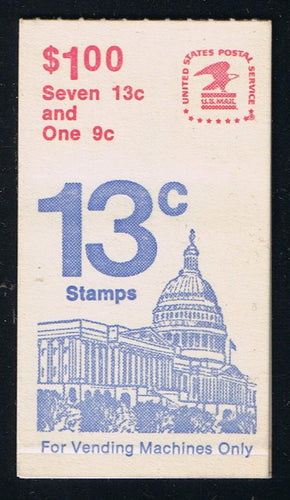 $1.00
Seven 13c
and
One 9c
UNITED STATES POSTAL SERVICE
U.S.MAIL
13c
Stamps
For Vending Machines Only